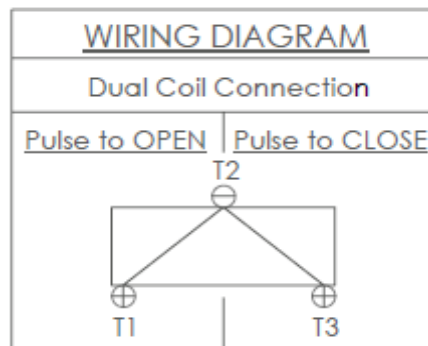 WIRING DIAGRAM
Dual Coil Connection
Pulse to OPEN Pulse to CLOSE
T2
T1 T3